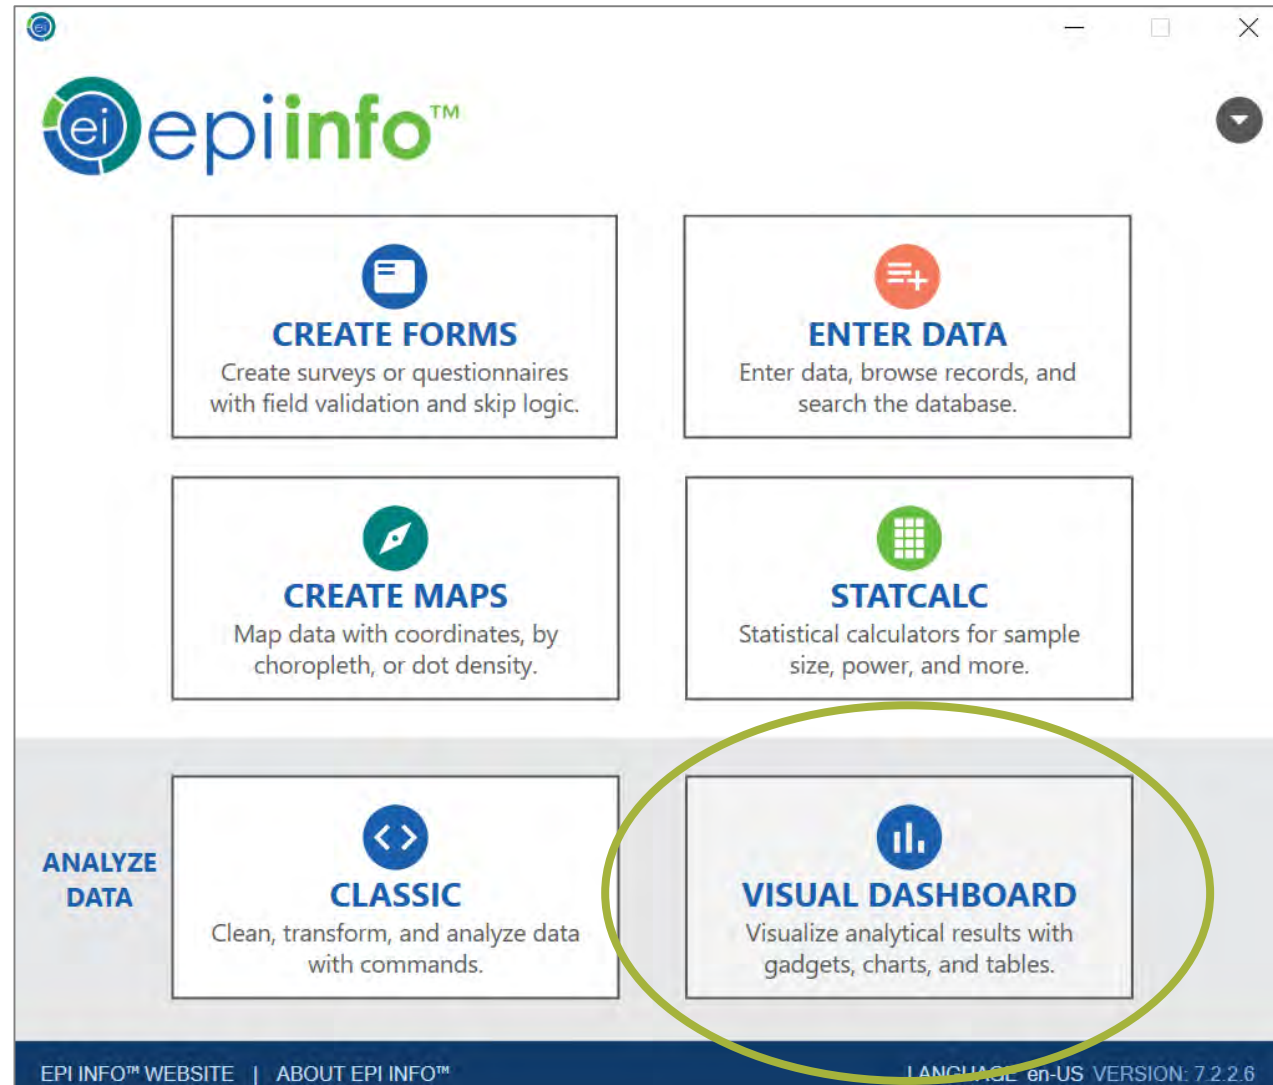 ei epiinfo™
CREATE FORMS
Create surveys or questionnaires
with field validation and skip logic.
ENTER DATA
Enter data, browse records, and
search the database.
CREATE MAPS
Map data with coordinates, by
choropleth, or dot density.
STATCALC
Statistical calculators for sample
size, power, and more.
ANALYZE
DATA
CLASSIC
Clean, transform, and analyze data
with commands.
VISUAL DASHBOARD
Visualize analytical results with
gadgets, charts, and tables.
EPI INFO™ WEBSITE | ABOUT EPI INFO™
LANGUAGE en-US VERSION: 7.2.2.6